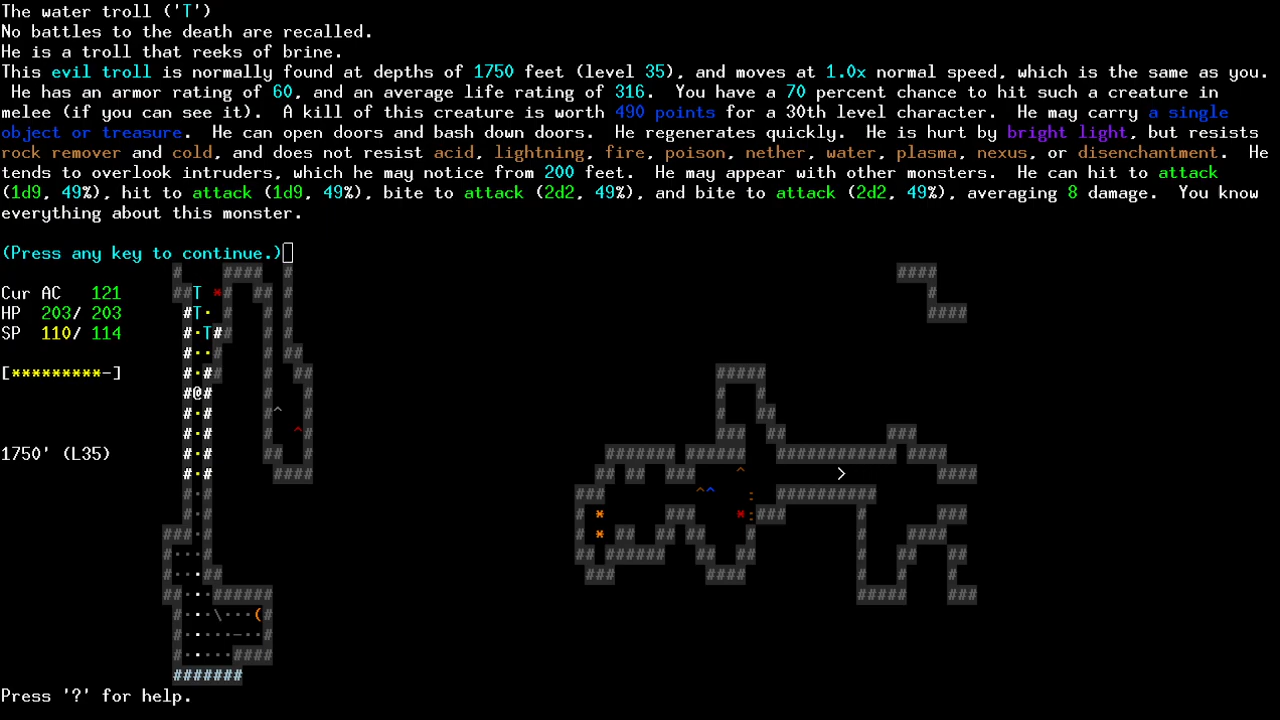 The water troll ('T')
No battles to the death are recalled.
He is a troll that reeks of brine.
This evil troll is normally found at depths of 1750 feet (level 35), and moves at 1.0x normal speed, which is the same as you.
He has an armor rating of 60, and an average life rating of 316.  You have a 70 percent chance to hit such a creature in
melee (if you can see it).  A kill of this creature is worth 490 points for a 30th level character.  He may carry a single
object or treasure.  He can open doors and bash down doors.  He regenerates quickly.  He is hurt by bright light, but resists
rock remover and cold, and does not resist acid, lightning, fire, poison, nether, water, plasma, nexus, or disenchantment.  He
tends to overlook intruders, which he may notice from 200 feet.  He may appear with other monsters.  He can hit to attack
(1d9, 49%), hit to attack (1d9, 49%), bite to attack (2d2, 49%), and bite to attack (2d2, 49%), averaging 8 damage.  You know
everything about this monster.
(Press any key to continue.)
Cur AC   121
HP  203/ 203
SP  110/ 114
[*********-]
1750' (L35)
Press '?' for help.